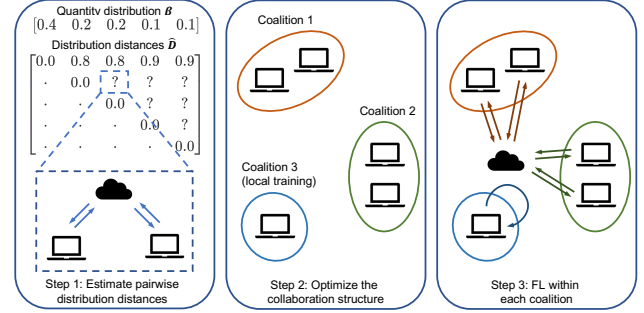 Quantity distribution β
[0.4 0.2 0.2 0.1 0.1]
Distribution distances D̂
0.0 0.8 0.8 0.9 0.9
· 0.0 ? ? ?
· · 0.0 ? ?
· · · 0.0 ?
· · · · 0.0
Step 1: Estimate pairwise
distribution distances
Coalition 1
Coalition 2
Coalition 3
(local training)
Step 2: Optimize the
collaboration structure
Step 3: FL within
each coalition